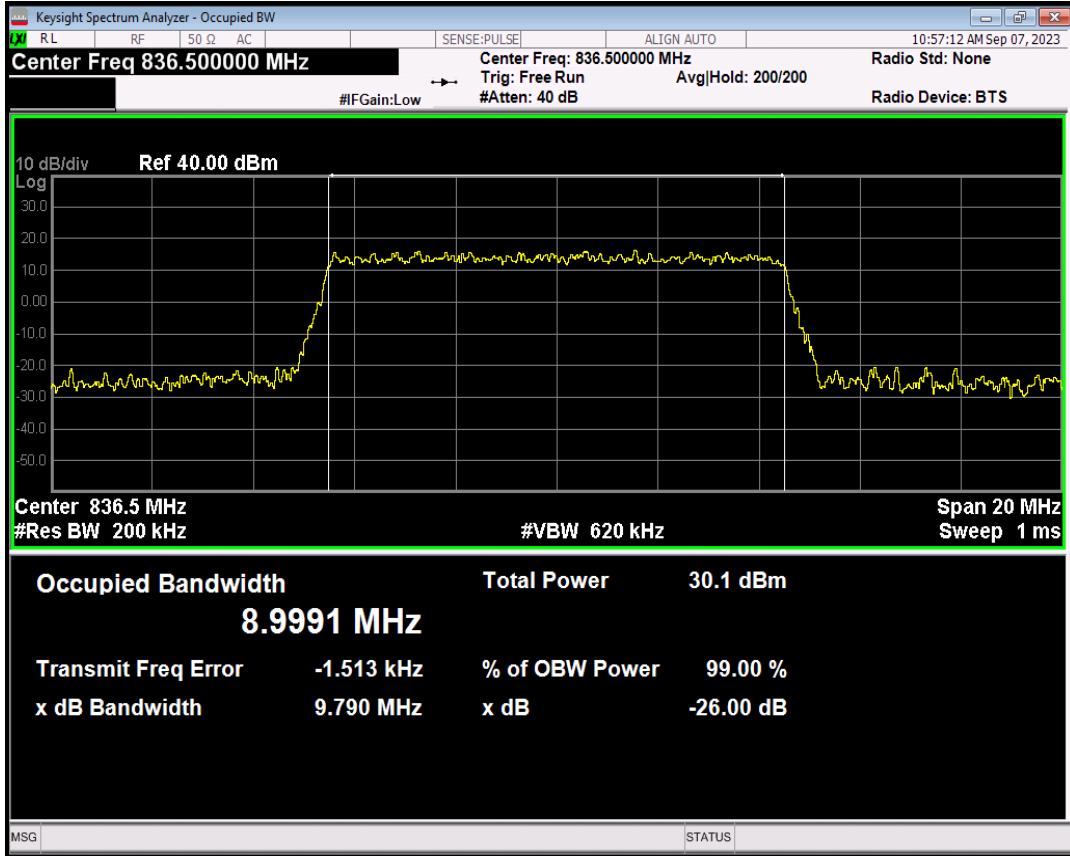 Keysight Spectrum Analyzer - Occupied BW
LXI RL RF 50 Ω AC SENSE:PULSE ALIGN AUTO 10:57:12 AM Sep 07, 2023
Center Freq 836.500000 MHz Center Freq: 836.500000 MHz Radio Std: None
Trig: Free Run Avg|Hold: 200/200
#IFGain:Low #Atten: 40 dB Radio Device: BTS
10 dB/div Ref 40.00 dBm
Log
30.0
20.0
10.0
0.00
-10.0
-20.0
-30.0
-40.0
-50.0
Center 836.5 MHz Span 20 MHz
#Res BW 200 kHz #VBW 620 kHz Sweep 1 ms
Occupied Bandwidth Total Power 30.1 dBm
8.9991 MHz
Transmit Freq Error -1.513 kHz % of OBW Power 99.00 %
x dB Bandwidth 9.790 MHz x dB -26.00 dB
MSG STATUS